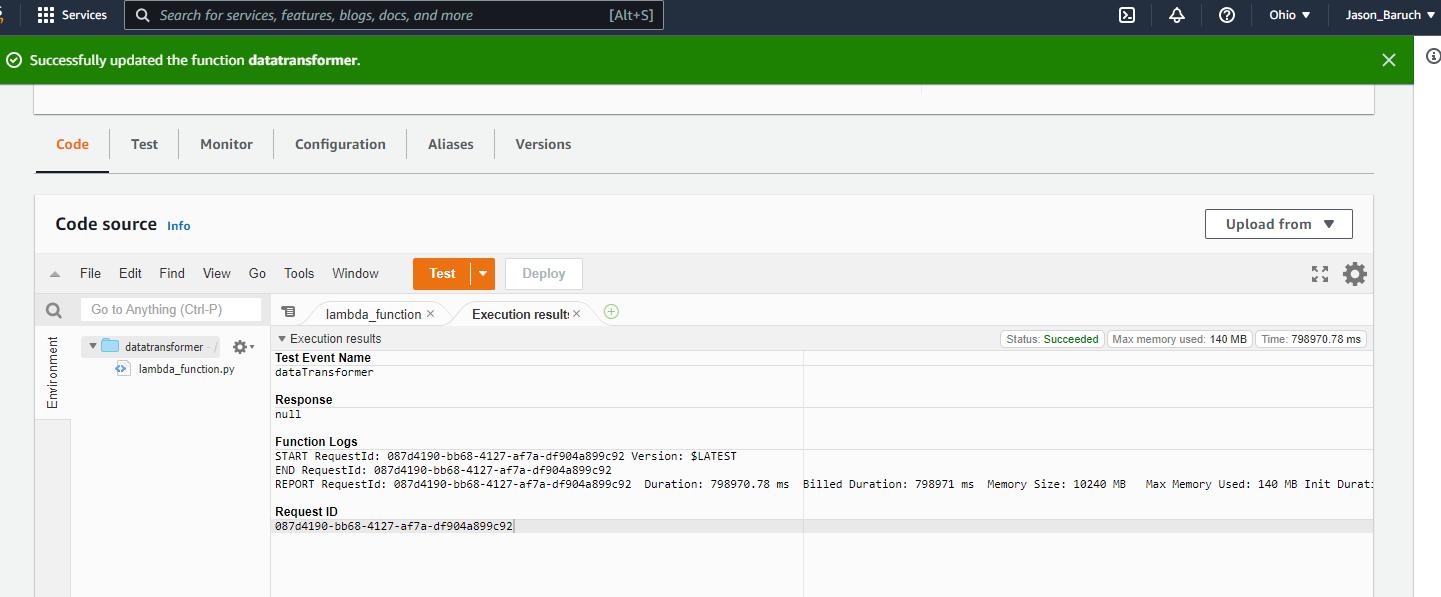 Services
Search for services, features, blogs, docs, and more [Alt+S]
Ohio
Jason_Baruch
Successfully updated the function datatransformer.
Code Test Monitor Configuration Aliases Versions
Code source Info
Upload from
File Edit Find View Go Tools Window Test Deploy
Go to Anything (Ctrl-P)
lambda_function
Execution results
Environment
datatransformer - /
lambda_function.py
Execution results
Status: Succeeded
Max memory used: 140 MB
Time: 798970.78 ms
Test Event Name
dataTransformer
Response
null
Function Logs
START RequestId: 087d4190-bb68-4127-af7a-df904a899c92 Version: $LATEST
END RequestId: 087d4190-bb68-4127-af7a-df904a899c92
REPORT RequestId: 087d4190-bb68-4127-af7a-df904a899c92 Duration: 798970.78 ms Billed Duration: 798971 ms Memory Size: 10240 MB Max Memory Used: 140 MB Init Durati
Request ID
087d4190-bb68-4127-af7a-df904a899c92